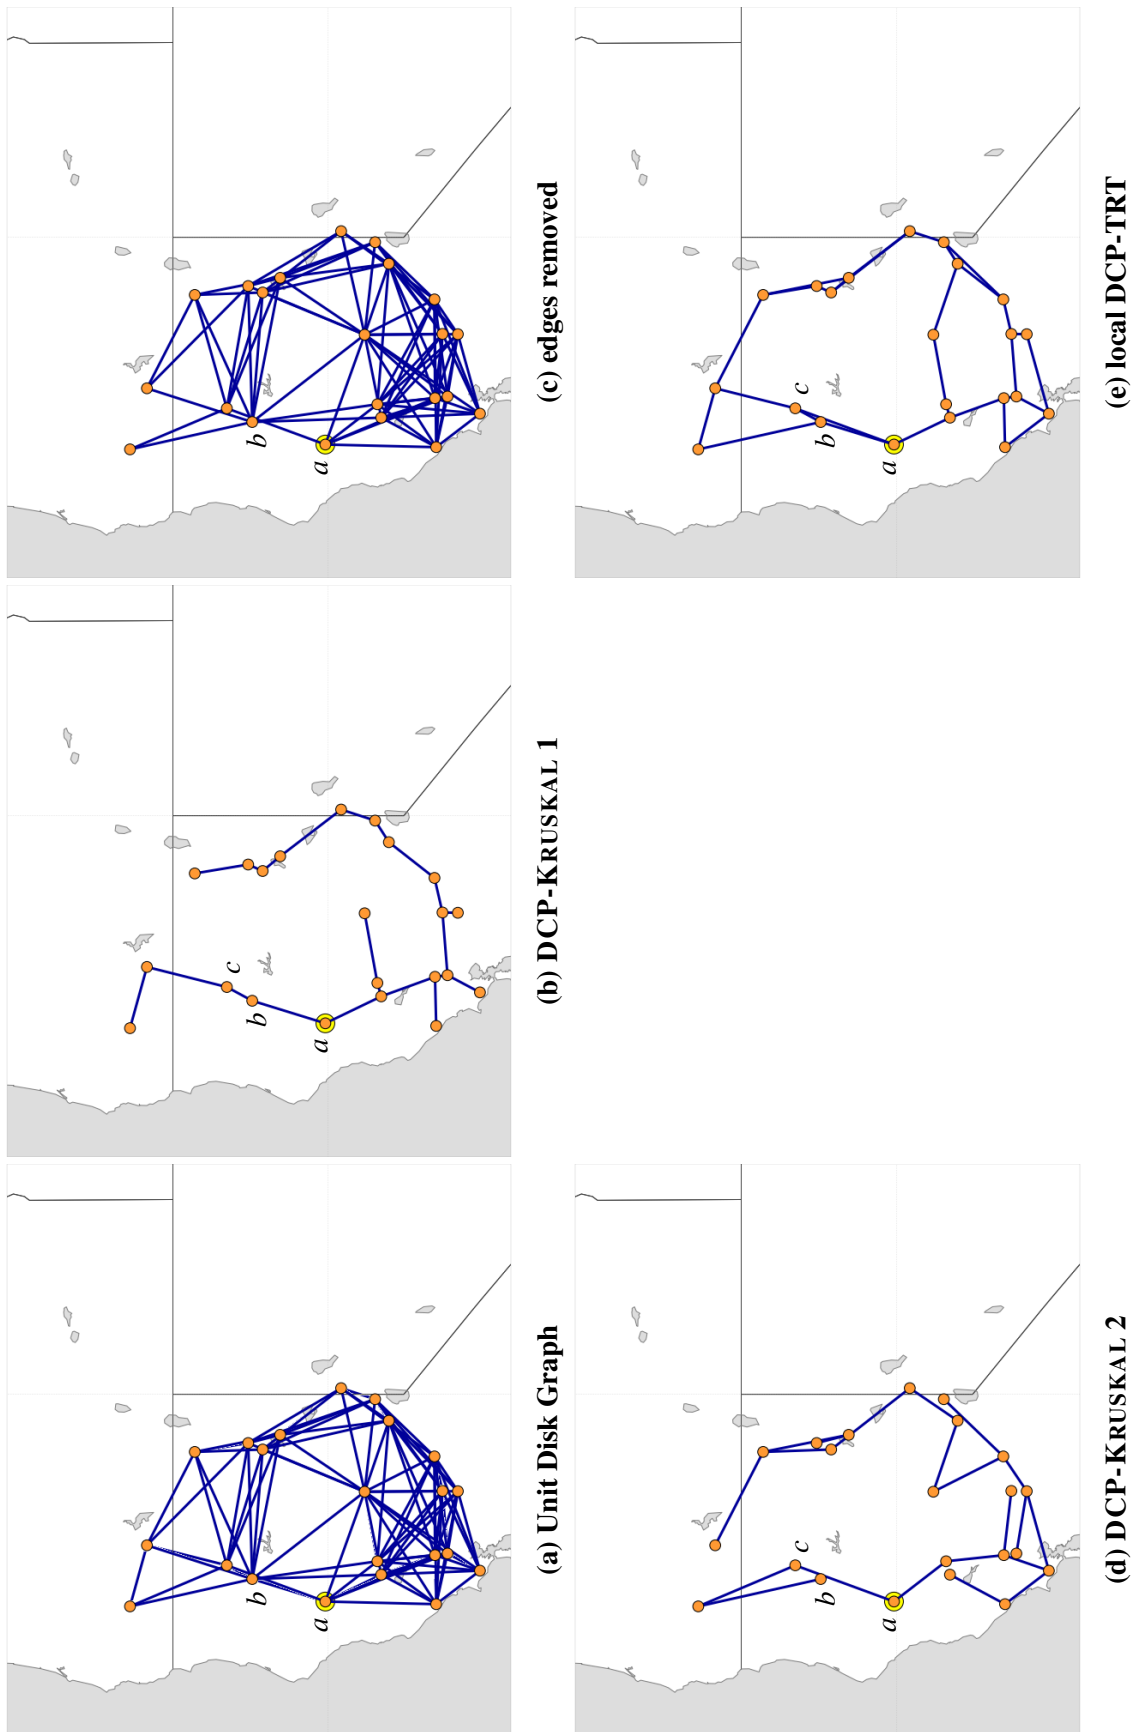 b
a
(a) Unit Disk Graph
c
b
a
(b) DCP-KRUSKAL 1
b
a
(c) edges removed
c
b
a
(d) DCP-KRUSKAL 2
c
b
a
(e) local DCP-TRT